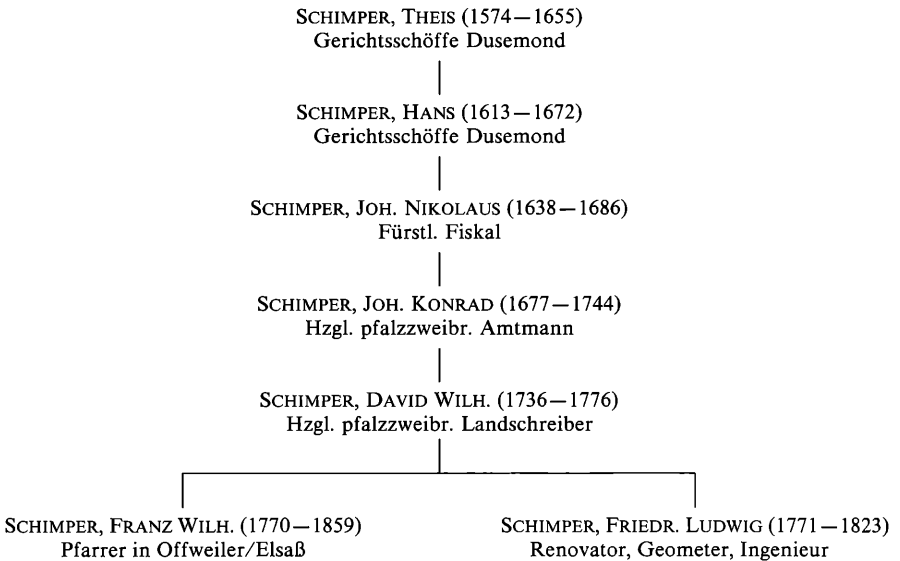 SCHIMPER, THEIS (1574—1655)
Gerichtsschöffe Dusemond
SCHIMPER, HANS (1613—1672)
Gerichtsschöffe Dusemond
SCHIMPER, JOH. NIKOLAUS (1638—1686)
Fürstl. Fiskal
SCHIMPER, JOH. KONRAD (1677—1744)
Hzgl. pfalzzweibr. Amtmann
SCHIMPER, DAVID WILH. (1736—1776)
Hzgl. pfalzzweibr. Landschreiber
SCHIMPER, FRANZ WILH. (1770—1859)
Pfarrer in Offweiler/Elsaß
SCHIMPER, FRIEDR. LUDWIG (1771—1823)
Renovator, Geometer, Ingenieur